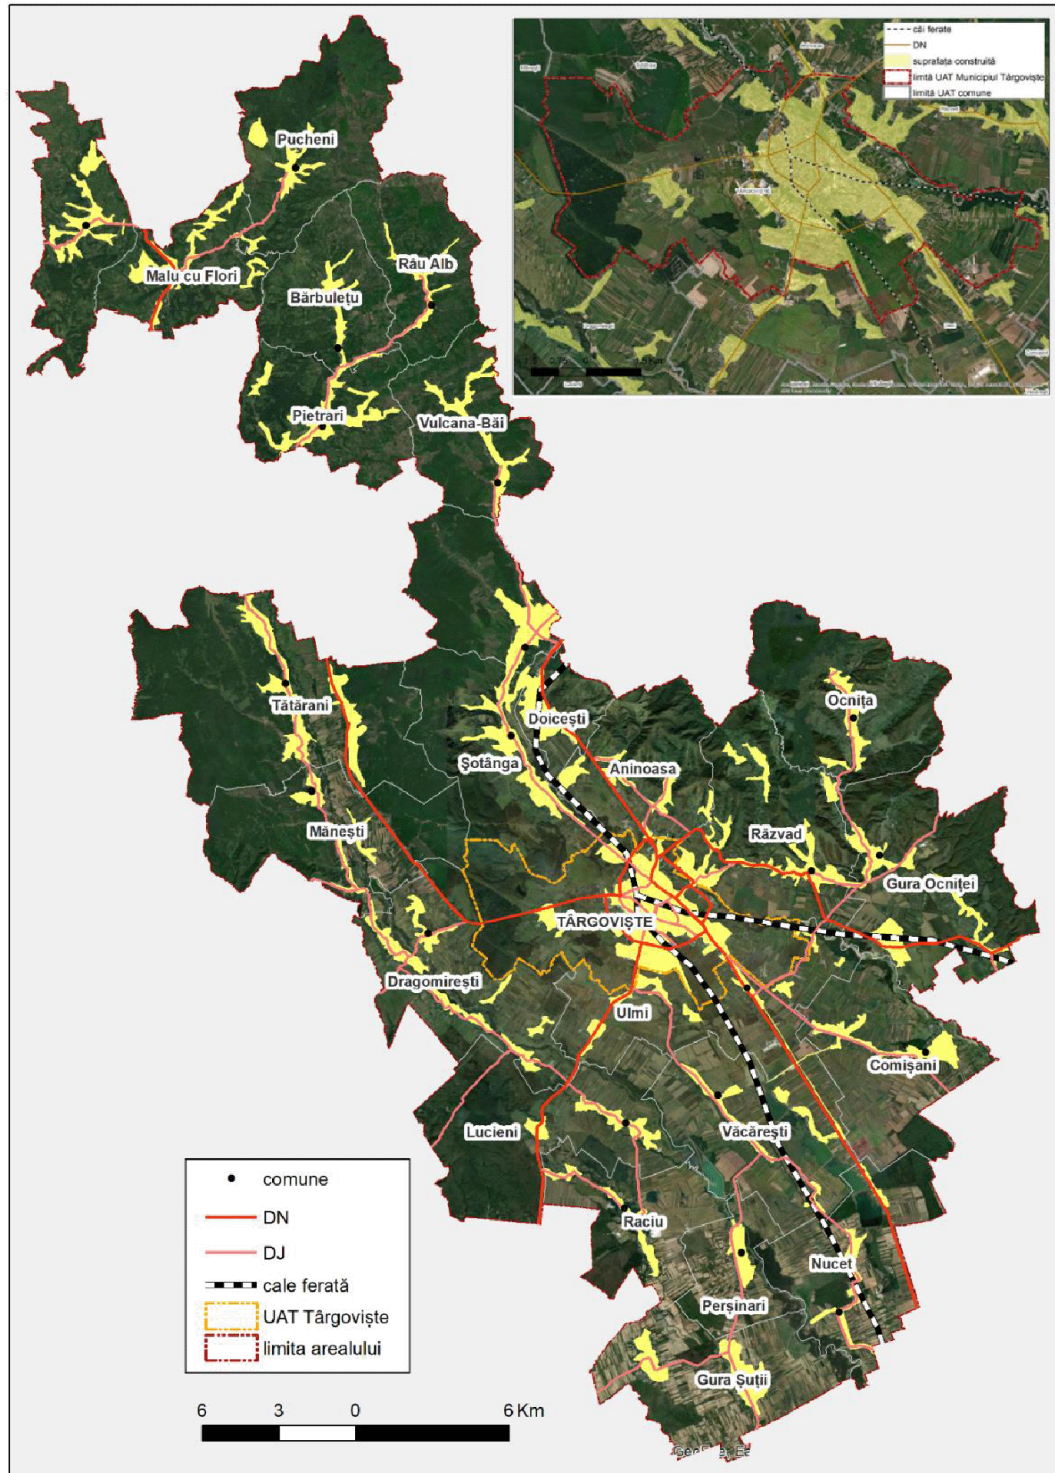 căi ferate
DN
suprafața construită
limtă UAT Municipiul Târgoviște
limită UAT comune
Pucheni
Malu cu Flori
Râu Alb
Bărbulețu
Pietrari
Vulcana-Băi
Tătărani
Doicești
Ocnița
Șotânga
Aninoasa
Mănești
Răzvad
Gura Ocniței
TÂRGOVIȘTE
Dragomirești
Ulmi
Comișani
Lucieni
Văcărești
Raciu
Nucet
Perșinari
Gura Șuții
comune
DN
DJ
cale ferată
UAT Târgoviște
limita arealului
6 3 0 6 Km